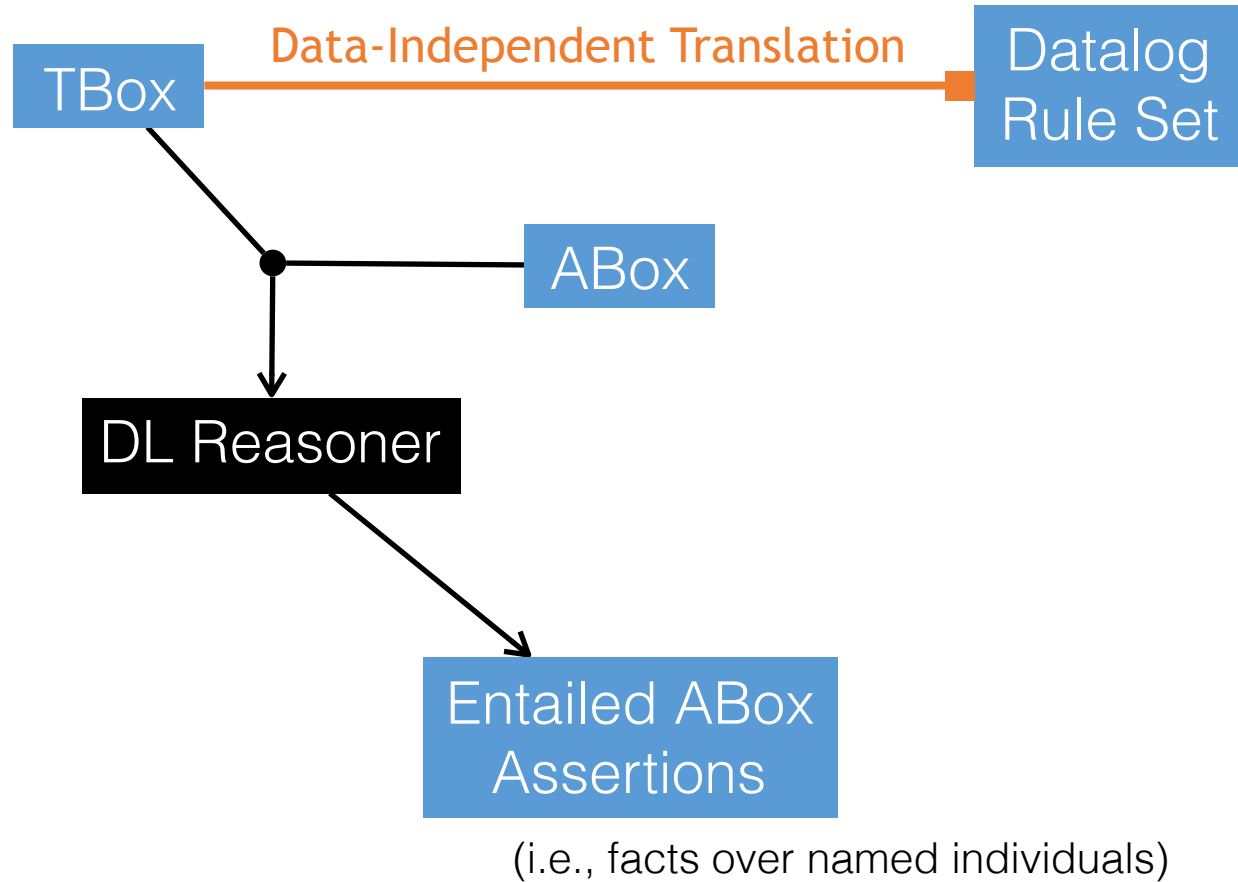 Data-Independent Translation
TBox
Datalog
Rule Set
ABox
DL Reasoner
Entailed ABox
Assertions
(i.e., facts over named individuals)